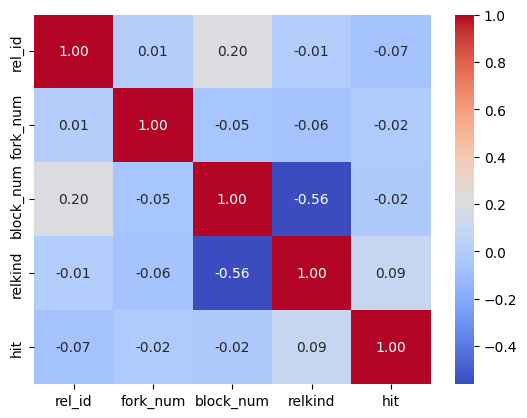 rel_id 1.00 0.01 0.20 -0.01 -0.07
fork_num 0.01 1.00 -0.05 -0.06 -0.02
block_num 0.20 -0.05 1.00 -0.56 -0.02
relkind -0.01 -0.06 -0.56 1.00 0.09
hit -0.07 -0.02 -0.02 0.09 1.00
rel_id fork_num block_num relkind hit
1.0
0.8
0.6
0.4
0.2
0.0
−0.2
−0.4